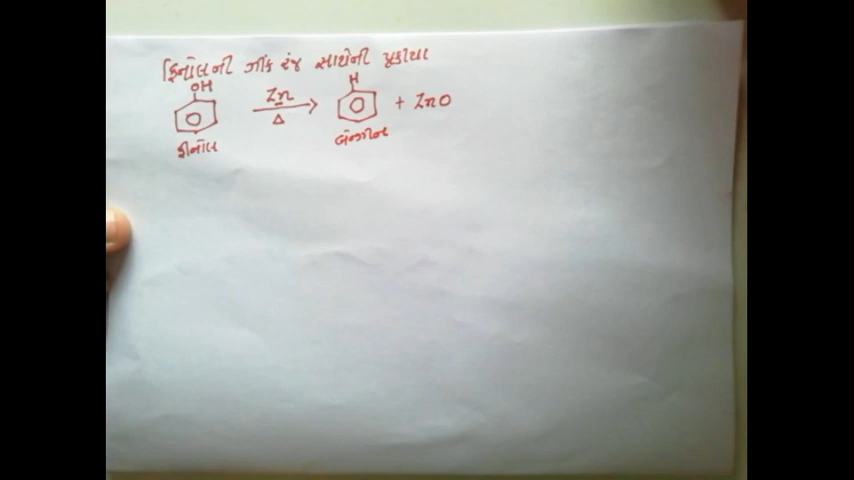 ફિનોલની ઝીંક રજ સાથેની પ્રક્રીયા
OH
Zn
Δ
H
+ ZnO
ફીનોલ
બેન્ઝીન